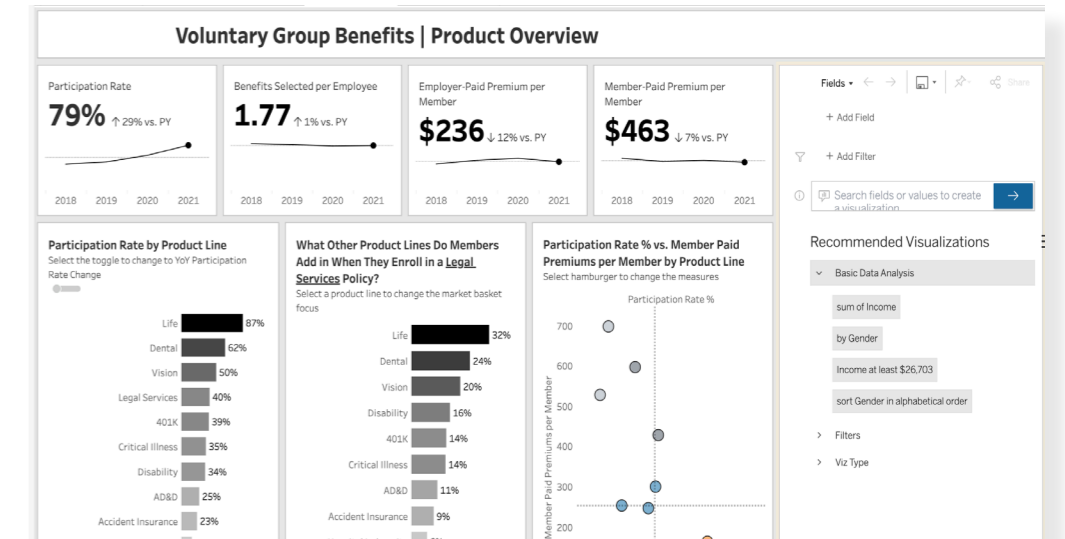 Voluntary Group Benefits | Product Overview
Participation Rate
79% ↑ 29% vs. PY
2018 2019 2020 2021
Benefits Selected per Employee
1.77 ↑ 1% vs. PY
2018 2019 2020 2021
Employer-Paid Premium per
Member
$236 ↓ 12% vs. PY
2018 2019 2020 2021
Member-Paid Premium per
Member
$463 ↓ 7% vs. PY
2018 2019 2020 2021
Participation Rate by Product Line
Select the toggle to change to YoY Participation
Rate Change
Life 87%
Dental 62%
Vision 50%
Legal Services 40%
401K 39%
Critical Illness 35%
Disability 34%
AD&D 25%
Accident Insurance 23%
What Other Product Lines Do Members
Add in When They Enroll in a Legal
Services Policy?
Select a product line to change the market basket
focus
Life 32%
Dental 24%
Vision 20%
Disability 16%
401K 14%
Critical Illness 14%
AD&D 11%
Accident Insurance 9%
Participation Rate % vs. Member Paid
Premiums per Member by Product Line
Select hamburger to change the measures
Participation Rate %
Member Paid Premiums per Member
700
600
500
400
300
200
Fields
Share
+ Add Field
+ Add Filter
Search fields or values to create
a visualization
Recommended Visualizations
Basic Data Analysis
sum of Income
by Gender
Income at least $26,703
sort Gender in alphabetical order
Filters
Viz Type